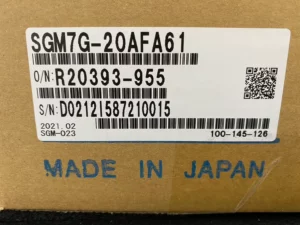 SGM7G-20AFA61
O/N: R20393-955
S/N: D0212I587210015
2021.02
SGM-023
100-145-126
MADE IN JAPAN